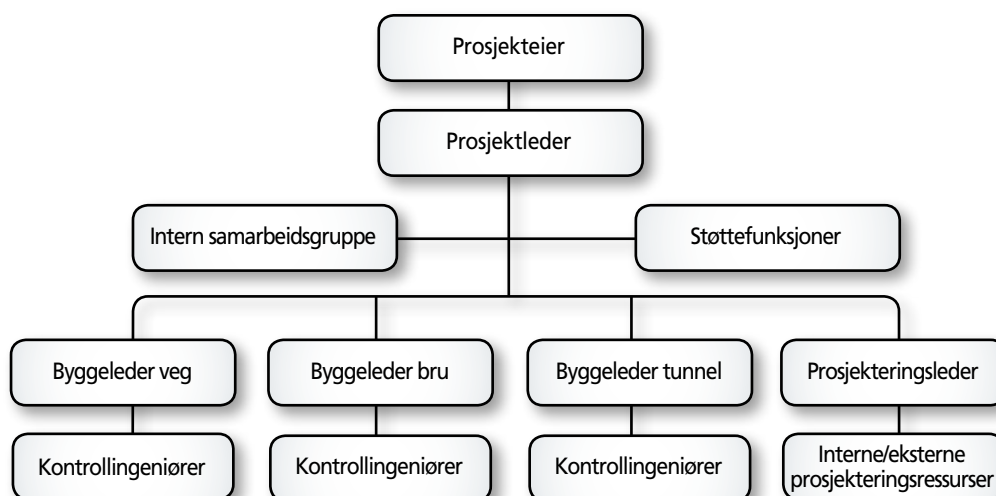 Prosjekteier
Prosjektleder
Intern samarbeidsgruppe
Støttefunksjoner
Byggeleder veg
Byggeleder bru
Byggeleder tunnel
Prosjekteringsleder
Kontrollingeniører
Kontrollingeniører
Kontrollingeniører
Interne/eksterne
prosjekteringsressurser